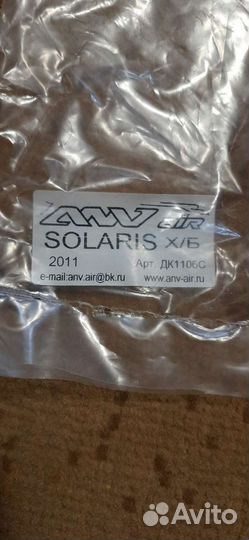 ANV air
SOLARIS Х/Б
2011 Арт. ДК1106С
e-mail:anv.air@bk.ru www.anv-air.ru
Avito